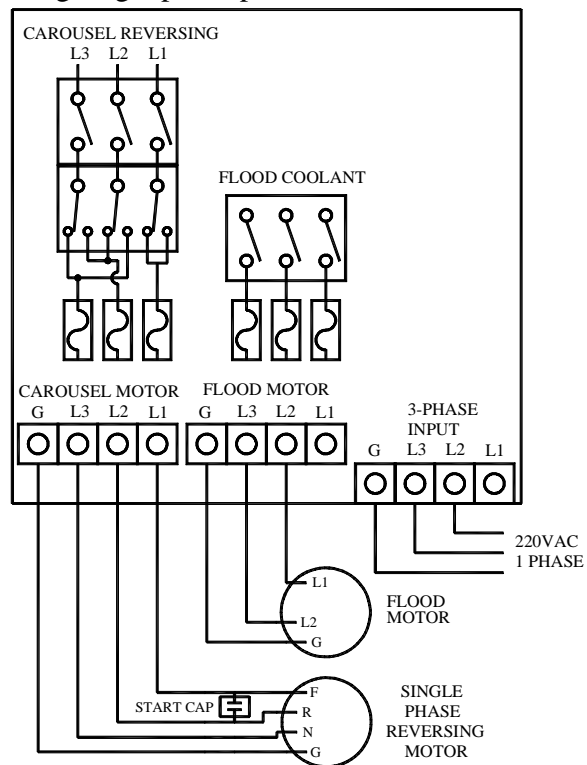 CAROUSEL REVERSING
L3 L2 L1
FLOOD COOLANT
CAROUSEL MOTOR
G L3 L2 L1
FLOOD MOTOR
G L3 L2 L1
3-PHASE
INPUT
G L3 L2 L1
220VAC
1 PHASE
L1
L2
G
FLOOD
MOTOR
START CAP
F
R
N
G
SINGLE
PHASE
REVERSING
MOTOR